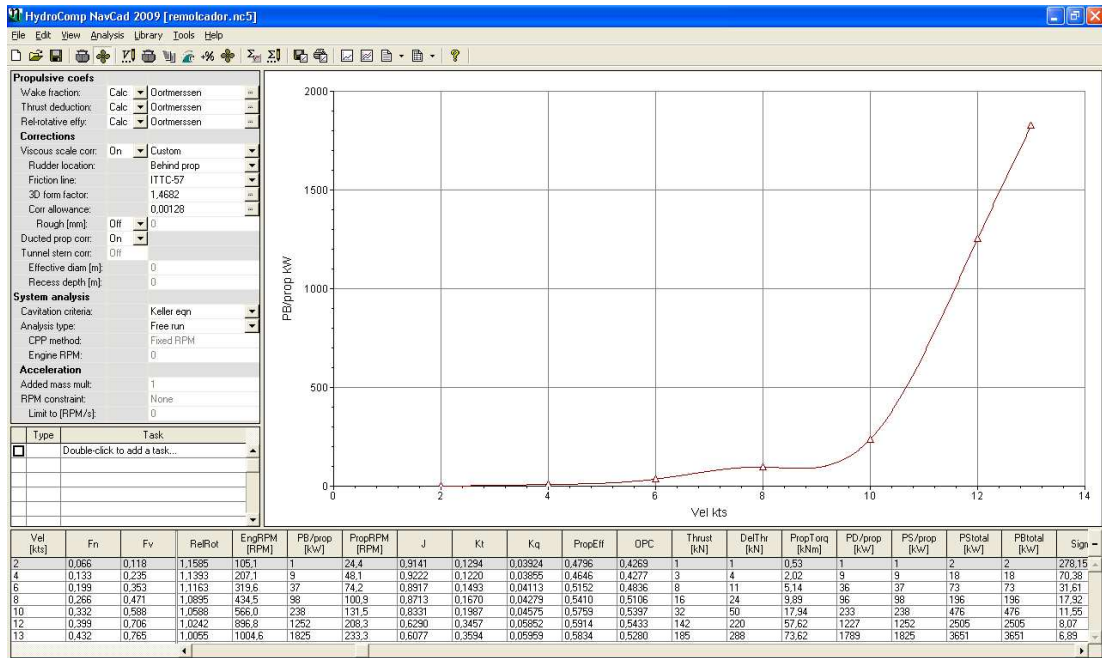 HydroComp NavCad 2009 [remolcador.nc5]
File Edit View Analysis Library Tools Help
Propulsive coefs
Wake fraction: Calc Oortmerssen
Thrust deduction: Calc Oortmerssen
Rel-rotative effy: Calc Oortmerssen
Corrections
Viscous scale corr: On Custom
Rudder location: Behind prop
Friction line: ITTC-57
3D form factor: 1,4682
Corr allowance: 0,00128
Rough [mm]: Off 0
Ducted prop corr: On
Tunnel stern corr: Off
Effective diam [m]: 0
Recess depth [m]: 0
System analysis
Cavitation criteria: Keller eqn
Analysis type: Free run
CPP method: Fixed RPM
Engine RPM: 0
Acceleration
Added mass mult: 1
RPM constraint: None
Limit to [RPM/s]: 0
Type Task
Double-click to add a task...
2000
1500
1000
500
0
PB/prop kW
0 2 4 6 8 10 12 14
Vel kts
Vel [kts] Fn Fv RelRot EngRPM [RPM] PB/prop [kW] PropRPM [RPM] J Kt Kq PropEff OPC Thrust [kN] DelThr [kN] PropTorq [kNm] PD/prop [kW] PS/prop [kW] PStotal [kW] PBtotal [kW] Sign
2 0,066 0,118 1,1585 105,1 1 24,4 0,9141 0,1294 0,03924 0,4796 0,4269 1 1 0,53 1 1 2 2 278,15
4 0,133 0,235 1,1393 207,1 9 48,1 0,9222 0,1220 0,03855 0,4646 0,4277 3 4 2,02 9 9 18 18 70,38
6 0,199 0,353 1,1163 319,6 37 74,2 0,8917 0,1493 0,04113 0,5152 0,4836 8 11 5,14 36 37 73 73 31,61
8 0,266 0,471 1,0895 434,5 98 100,9 0,8713 0,1670 0,04279 0,5410 0,5106 16 24 9,89 96 98 196 196 17,92
10 0,332 0,588 1,0588 566,0 238 131,5 0,8331 0,1987 0,04575 0,5759 0,5397 32 50 17,94 233 238 476 476 11,55
12 0,399 0,706 1,0242 896,8 1252 208,3 0,6290 0,3457 0,05852 0,5914 0,5433 142 220 57,62 1227 1252 2505 2505 8,07
13 0,432 0,765 1,0055 1004,6 1825 233,3 0,6077 0,3594 0,05959 0,5834 0,5280 185 288 73,62 1789 1825 3651 3651 6,89